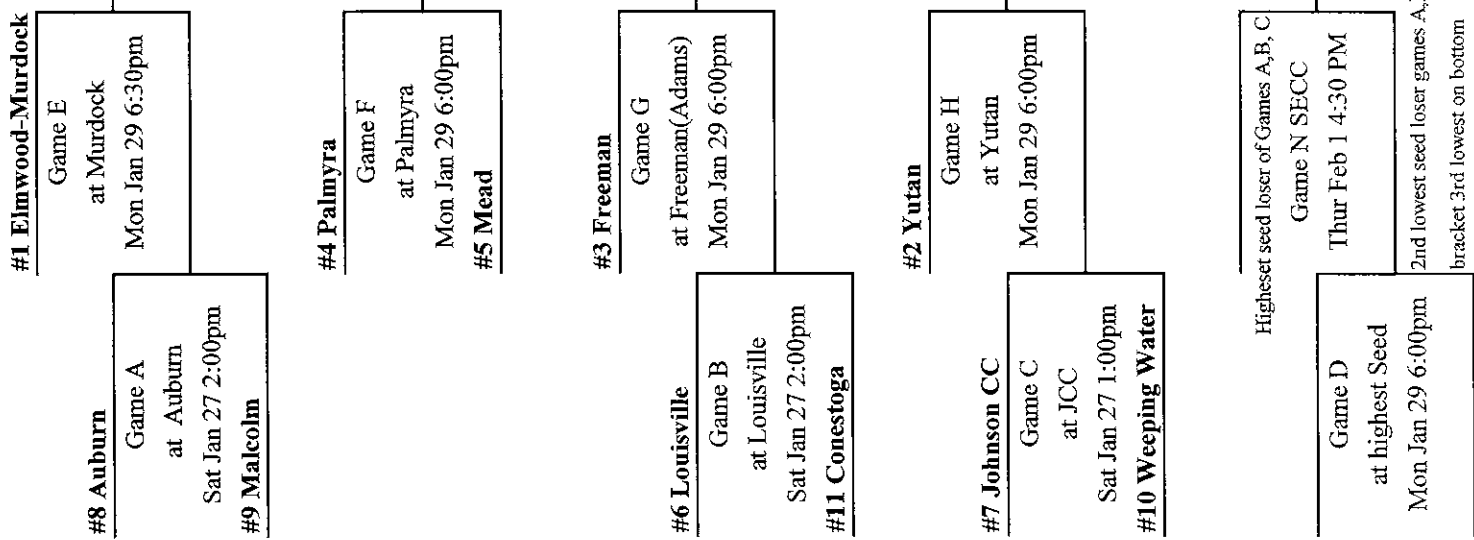 #1 Elmwood-Murdock
Game E
at Murdock
Mon Jan 29 6:30pm
#8 Auburn
Game A
at Auburn
Sat Jan 27 2:00pm
#9 Malcolm
#4 Palmyra
Game F
at Palmyra
Mon Jan 29 6:00pm
#5 Mead
#3 Freeman
Game G
at Freeman(Adams)
Mon Jan 29 6:00pm
#6 Louisville
Game B
at Louisville
Sat Jan 27 2:00pm
#11 Conestoga
#2 Yutan
Game H
at Yutan
Mon Jan 29 6:00pm
#7 Johnson CC
Game C
at JCC
Sat Jan 27 1:00pm
#10 Weeping Water
Higheset seed loser of Games A,B, C
Game N SECC
Thur Feb 1 4:30 PM
Game D
at highest Seed
Mon Jan 29 6:00pm
2nd lowest seed loser games A,
bracket 3rd lowest on bottom